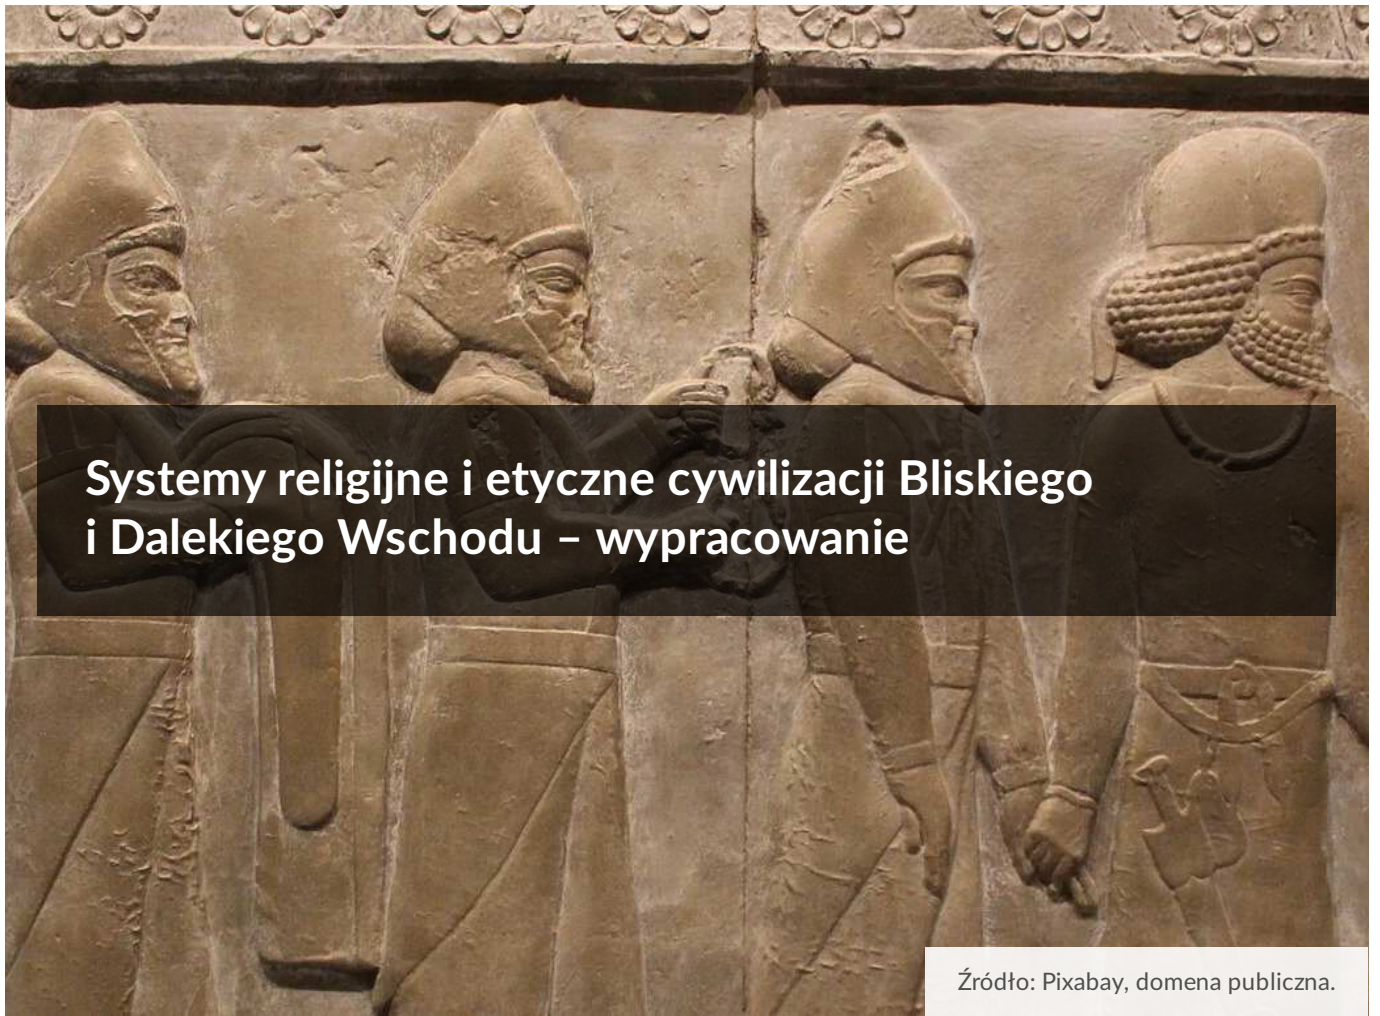 Systemy religijne i etyczne cywilizacji Bliskiego
i Dalekiego Wschodu – wypracowanie
Źródło: Pixabay, domena publiczna.